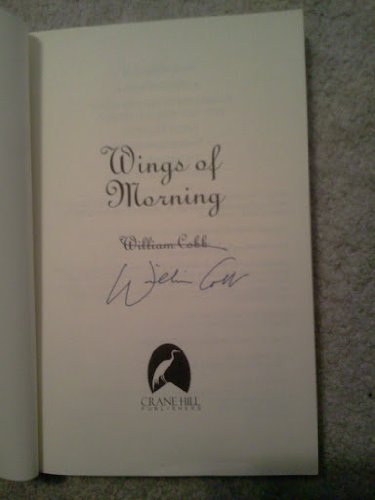 Wings of
Morning
William Cobb
William Cobb
CRANE HILL
PUBLISHERS